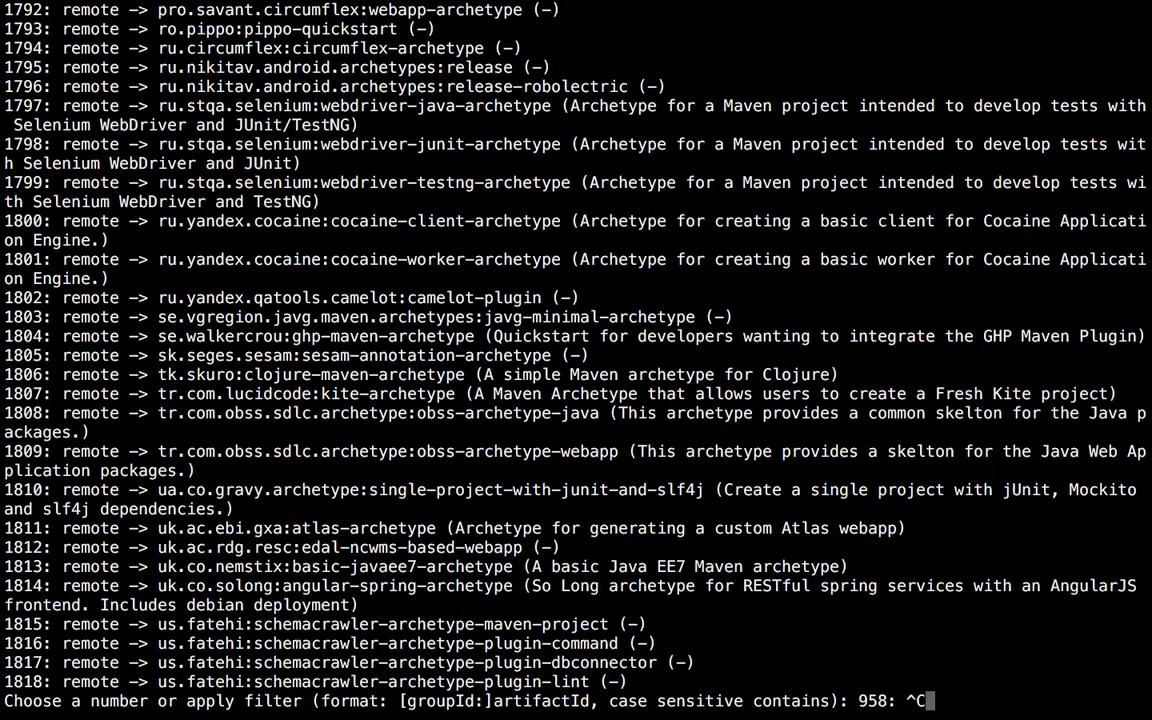 1792: remote -> pro.savant.circumflex:webapp-archetype (-)
1793: remote -> ro.pippo:pippo-quickstart (-)
1794: remote -> ru.circumflex:circumflex-archetype (-)
1795: remote -> ru.nikitav.android.archetypes:release (-)
1796: remote -> ru.nikitav.android.archetypes:release-robolectric (-)
1797: remote -> ru.stqa.selenium:webdriver-java-archetype (Archetype for a Maven project intended to develop tests with
 Selenium WebDriver and JUnit/TestNG)
1798: remote -> ru.stqa.selenium:webdriver-junit-archetype (Archetype for a Maven project intended to develop tests wit
h Selenium WebDriver and JUnit)
1799: remote -> ru.stqa.selenium:webdriver-testng-archetype (Archetype for a Maven project intended to develop tests wi
th Selenium WebDriver and TestNG)
1800: remote -> ru.yandex.cocaine:cocaine-client-archetype (Archetype for creating a basic client for Cocaine Applicati
on Engine.)
1801: remote -> ru.yandex.cocaine:cocaine-worker-archetype (Archetype for creating a basic worker for Cocaine Applicati
on Engine.)
1802: remote -> ru.yandex.qatools.camelot:camelot-plugin (-)
1803: remote -> se.vgregion.javg.maven.archetypes:javg-minimal-archetype (-)
1804: remote -> se.walkercrou:ghp-maven-archetype (Quickstart for developers wanting to integrate the GHP Maven Plugin)
1805: remote -> sk.seges.sesam:sesam-annotation-archetype (-)
1806: remote -> tk.skuro:clojure-maven-archetype (A simple Maven archetype for Clojure)
1807: remote -> tr.com.lucidcode:kite-archetype (A Maven Archetype that allows users to create a Fresh Kite project)
1808: remote -> tr.com.obss.sdlc.archetype:obss-archetype-java (This archetype provides a common skelton for the Java p
ackages.)
1809: remote -> tr.com.obss.sdlc.archetype:obss-archetype-webapp (This archetype provides a skelton for the Java Web Ap
plication packages.)
1810: remote -> ua.co.gravy.archetype:single-project-with-junit-and-slf4j (Create a single project with jUnit, Mockito
and slf4j dependencies.)
1811: remote -> uk.ac.ebi.gxa:atlas-archetype (Archetype for generating a custom Atlas webapp)
1812: remote -> uk.ac.rdg.resc:edal-ncwms-based-webapp (-)
1813: remote -> uk.co.nemstix:basic-javaee7-archetype (A basic Java EE7 Maven archetype)
1814: remote -> uk.co.solong:angular-spring-archetype (So Long archetype for RESTful spring services with an AngularJS
frontend. Includes debian deployment)
1815: remote -> us.fatehi:schemacrawler-archetype-maven-project (-)
1816: remote -> us.fatehi:schemacrawler-archetype-plugin-command (-)
1817: remote -> us.fatehi:schemacrawler-archetype-plugin-dbconnector (-)
1818: remote -> us.fatehi:schemacrawler-archetype-plugin-lint (-)
Choose a number or apply filter (format: [groupId:]artifactId, case sensitive contains): 958: ^C